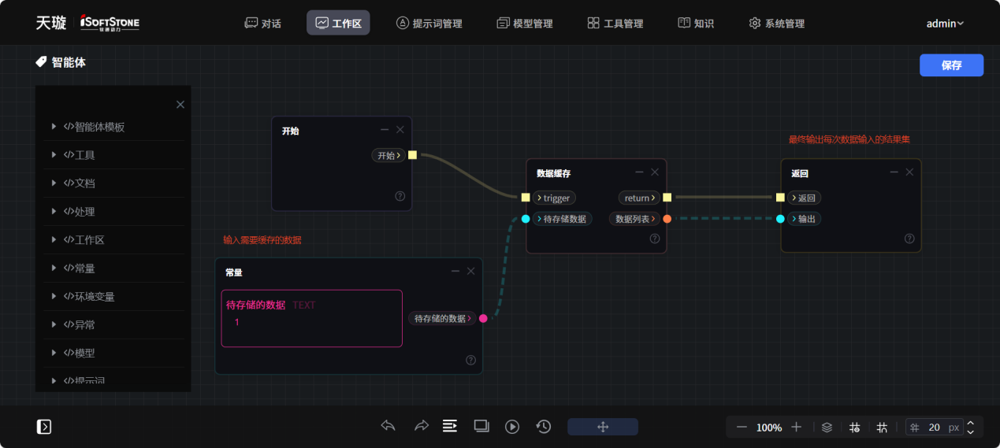 天璇 iSoftStone 软通动力 对话 工作区 提示词管理 模型管理 工具管理 知识 系统管理 admin
智能体
保存
智能体模板
工具
文档
处理
工作区
常量
环境变量
异常
模型
提示词
开始
开始
输入需要缓存的数据
常量
待存储的数据 TEXT
1
待存储的数据
数据缓存
trigger
return
待存储数据
数据列表
最终输出每次数据输入的结果集
返回
返回
输出
100%
20 px